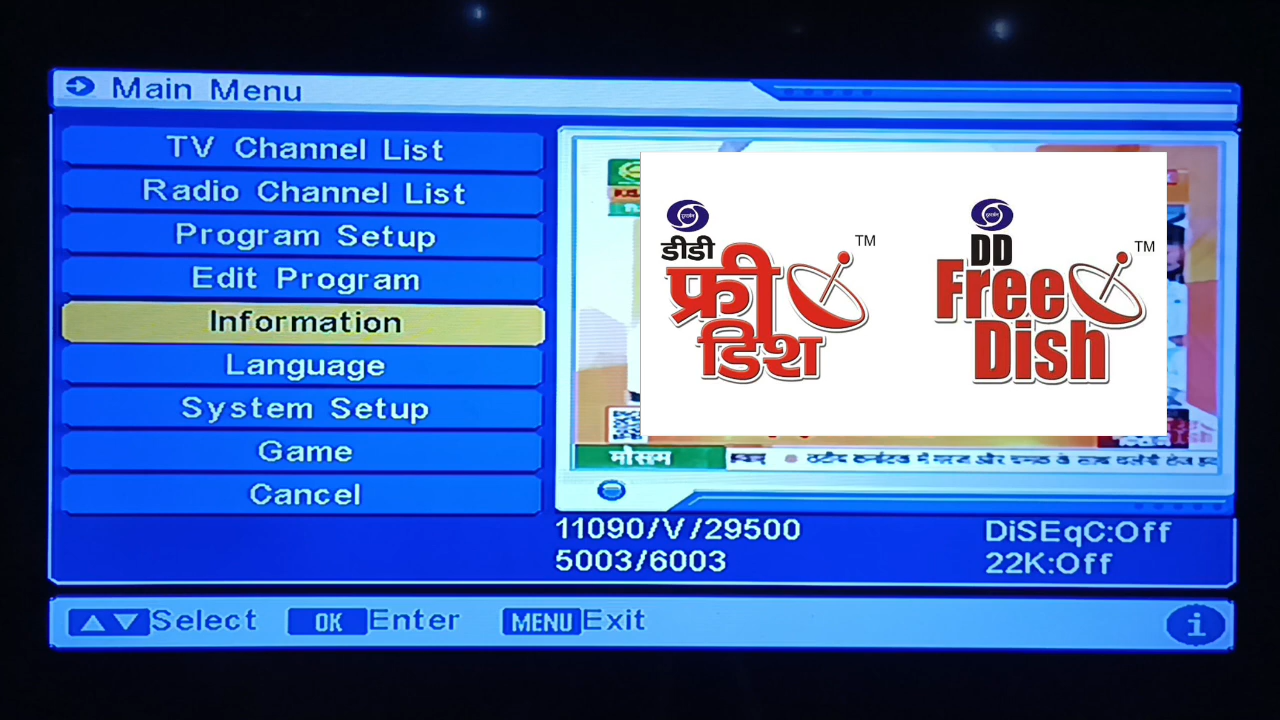 Main Menu
TV Channel List
Radio Channel List
Program Setup
Edit Program
Information
Language
System Setup
Game
Cancel
डीडी
फ्री
डिश
TM
DD
Free
Dish
TM
मौसम
11090/V/29500
5003/6003
DiSEqC:Off
22K:Off
Select
OK Enter
MENU Exit
i